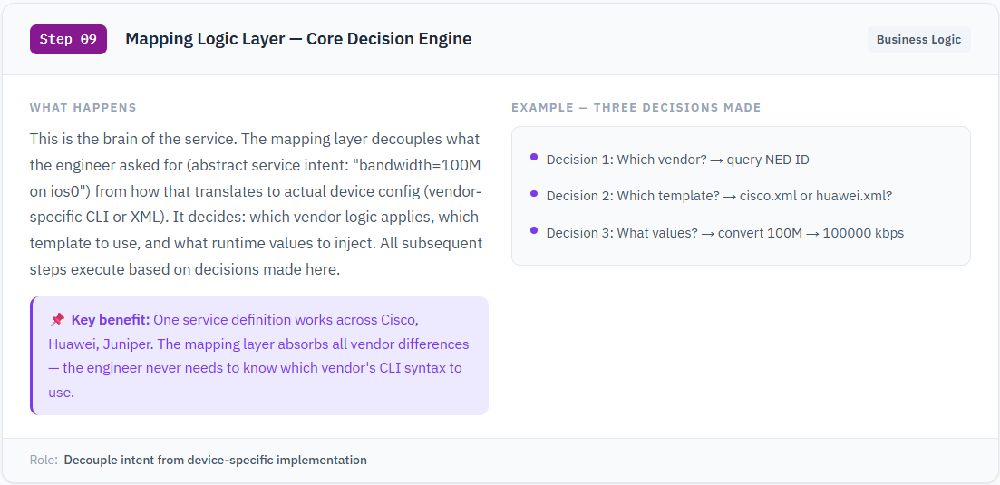 Step 09
Mapping Logic Layer — Core Decision Engine
Business Logic
WHAT HAPPENS
This is the brain of the service. The mapping layer decouples what
the engineer asked for (abstract service intent: "bandwidth=100M
on ios0") from how that translates to actual device config (vendor-
specific CLI or XML). It decides: which vendor logic applies, which
template to use, and what runtime values to inject. All subsequent
steps execute based on decisions made here.
📌 Key benefit: One service definition works across Cisco,
Huawei, Juniper. The mapping layer absorbs all vendor differences
— the engineer never needs to know which vendor's CLI syntax to
use.
EXAMPLE — THREE DECISIONS MADE
Decision 1: Which vendor? → query NED ID
Decision 2: Which template? → cisco.xml or huawei.xml?
Decision 3: What values? → convert 100M → 100000 kbps
Role: Decouple intent from device-specific implementation